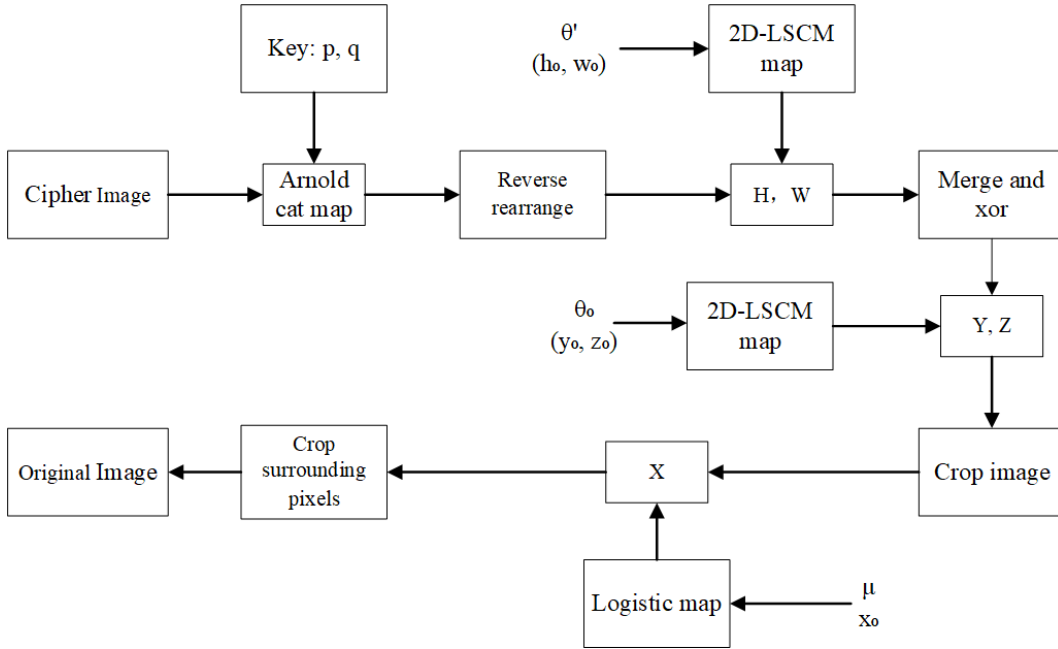 Key: p, q
θ'
(h₀, w₀)
2D-LSCM
map
Cipher Image
Arnold
cat map
Reverse
rearrange
H，W
Merge and
xor
θ₀
(y₀, z₀)
2D-LSCM
map
Y, Z
Original Image
Crop
surrounding
pixels
X
Crop image
Logistic map
μ
x₀